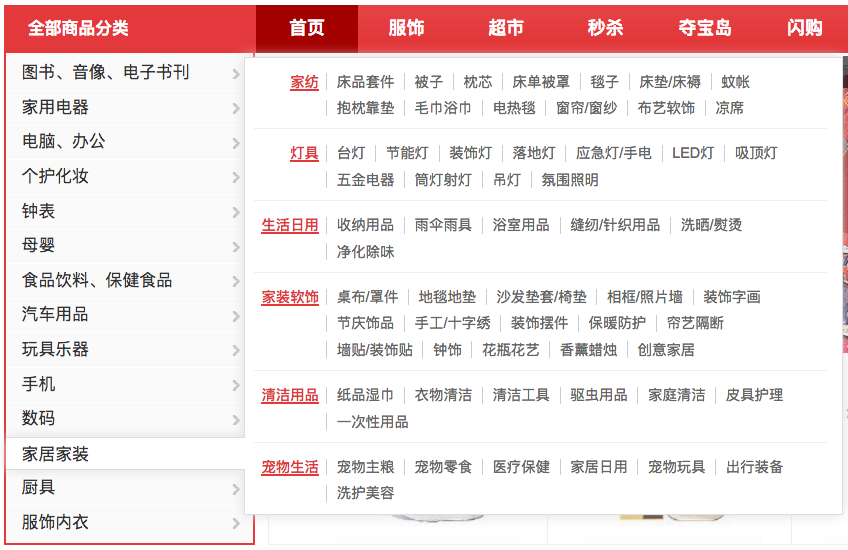 全部商品分类 首页 服饰 超市 秒杀 夺宝岛 闪购
图书、音像、电子书刊
家用电器
电脑、办公
个护化妆
钟表
母婴
食品饮料、保健食品
汽车用品
玩具乐器
手机
数码
家居家装
厨具
服饰内衣
家纺 床品套件 被子 枕芯 床单被罩 毯子 床垫/床褥 蚊帐
抱枕靠垫 毛巾浴巾 电热毯 窗帘/窗纱 布艺软饰 凉席
灯具 台灯 节能灯 装饰灯 落地灯 应急灯/手电 LED灯 吸顶灯
五金电器 筒灯射灯 吊灯 氛围照明
生活日用 收纳用品 雨伞雨具 浴室用品 缝纫/针织用品 洗晒/熨烫
净化除味
家装软饰 桌布/罩件 地毯地垫 沙发垫套/椅垫 相框/照片墙 装饰字画
节庆饰品 手工/十字绣 装饰摆件 保暖防护 帘艺隔断
墙贴/装饰贴 钟饰 花瓶花艺 香薰蜡烛 创意家居
清洁用品 纸品湿巾 衣物清洁 清洁工具 驱虫用品 家庭清洁 皮具护理
一次性用品
宠物生活 宠物主粮 宠物零食 医疗保健 家居日用 宠物玩具 出行装备
洗护美容